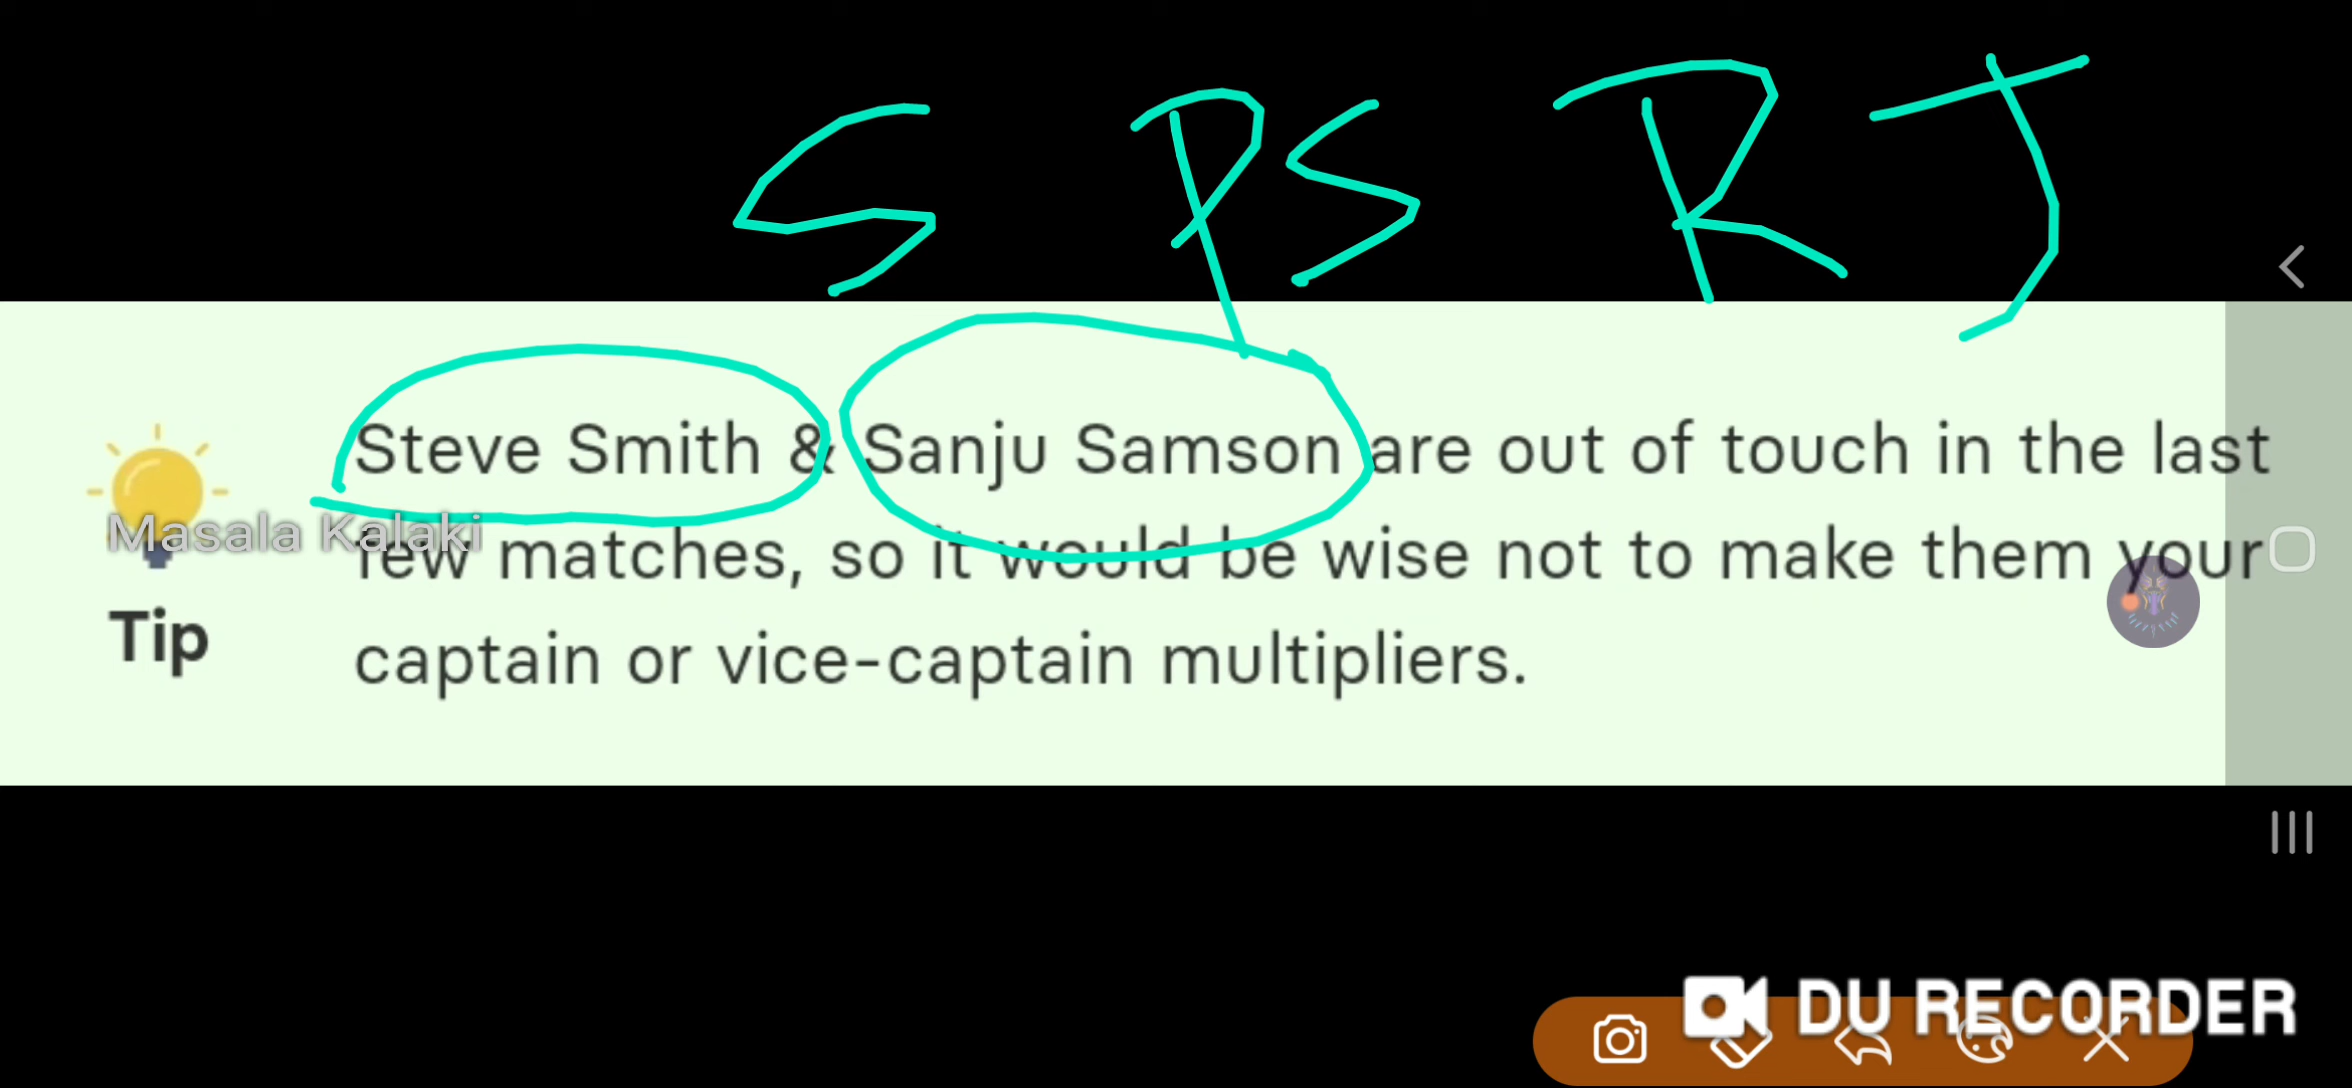 S PS R J
Steve Smith & Sanju Samson are out of touch in the last
Masala Kalaki
few matches, so it would be wise not to make them your
Tip
captain or vice-captain multipliers.
DU RECORDER